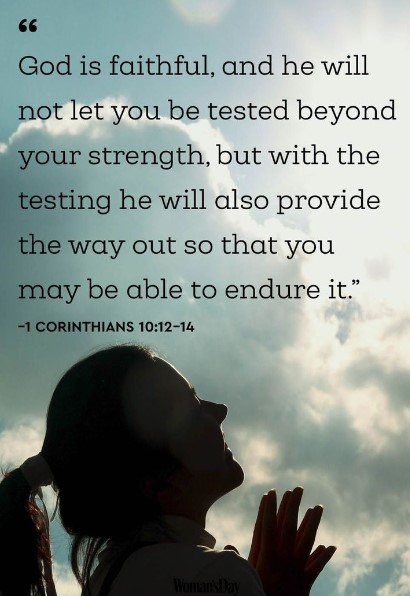 “
God is faithful, and he will
not let you be tested beyond
your strength, but with the
testing he will also provide
the way out so that you
may be able to endure it.”
–1 CORINTHIANS 10:12–14
Woman'sDay